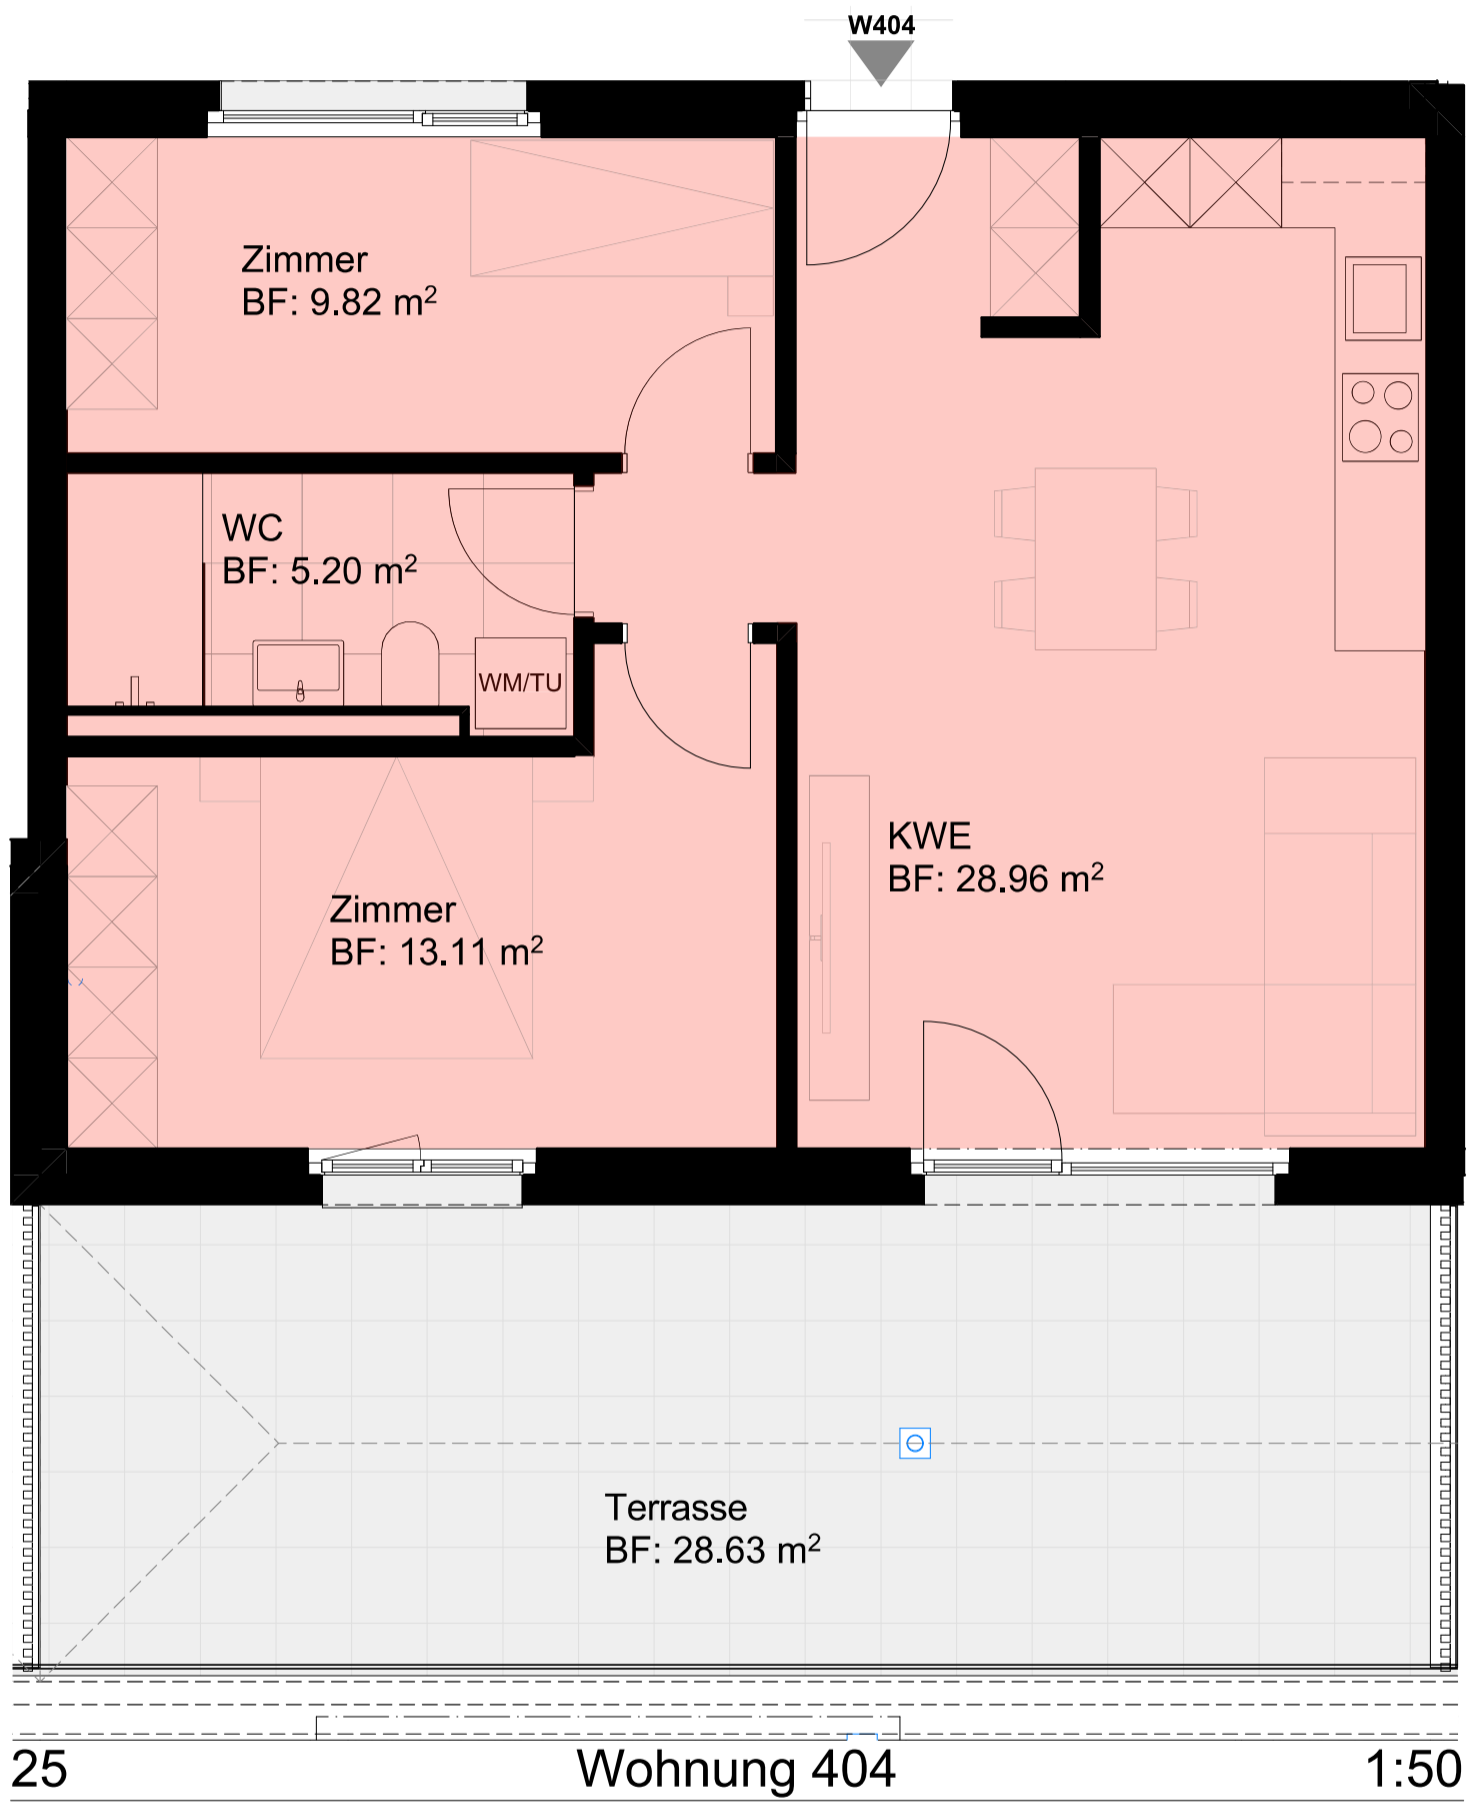 W404
Zimmer
BF: 9.82 m²
WC
BF: 5.20 m²
WM/TU
KWE
BF: 28.96 m²
Zimmer
BF: 13.11 m²
Terrasse
BF: 28.63 m²
25 Wohnung 404 1:50